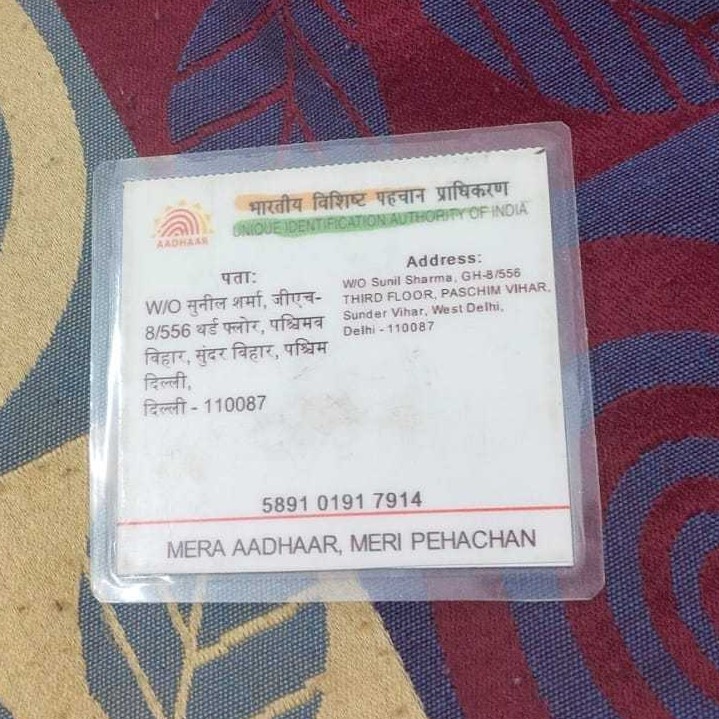 भारतीय विशिष्ट पहचान प्राधिकरण
UNIQUE IDENTIFICATION AUTHORITY OF INDIA
AADHAAR
पता:
W/O सुनील शर्मा, जीएच-
8/556 थर्ड फ्लोर, पश्चिमव
विहार, सुंदर विहार, पश्चिम
दिल्ली,
दिल्ली - 110087
Address:
W/O Sunil Sharma, GH-8/556
THIRD FLOOR, PASCHIM VIHAR,
Sunder Vihar, West Delhi,
Delhi - 110087
5891 0191 7914
MERA AADHAAR, MERI PEHACHAN